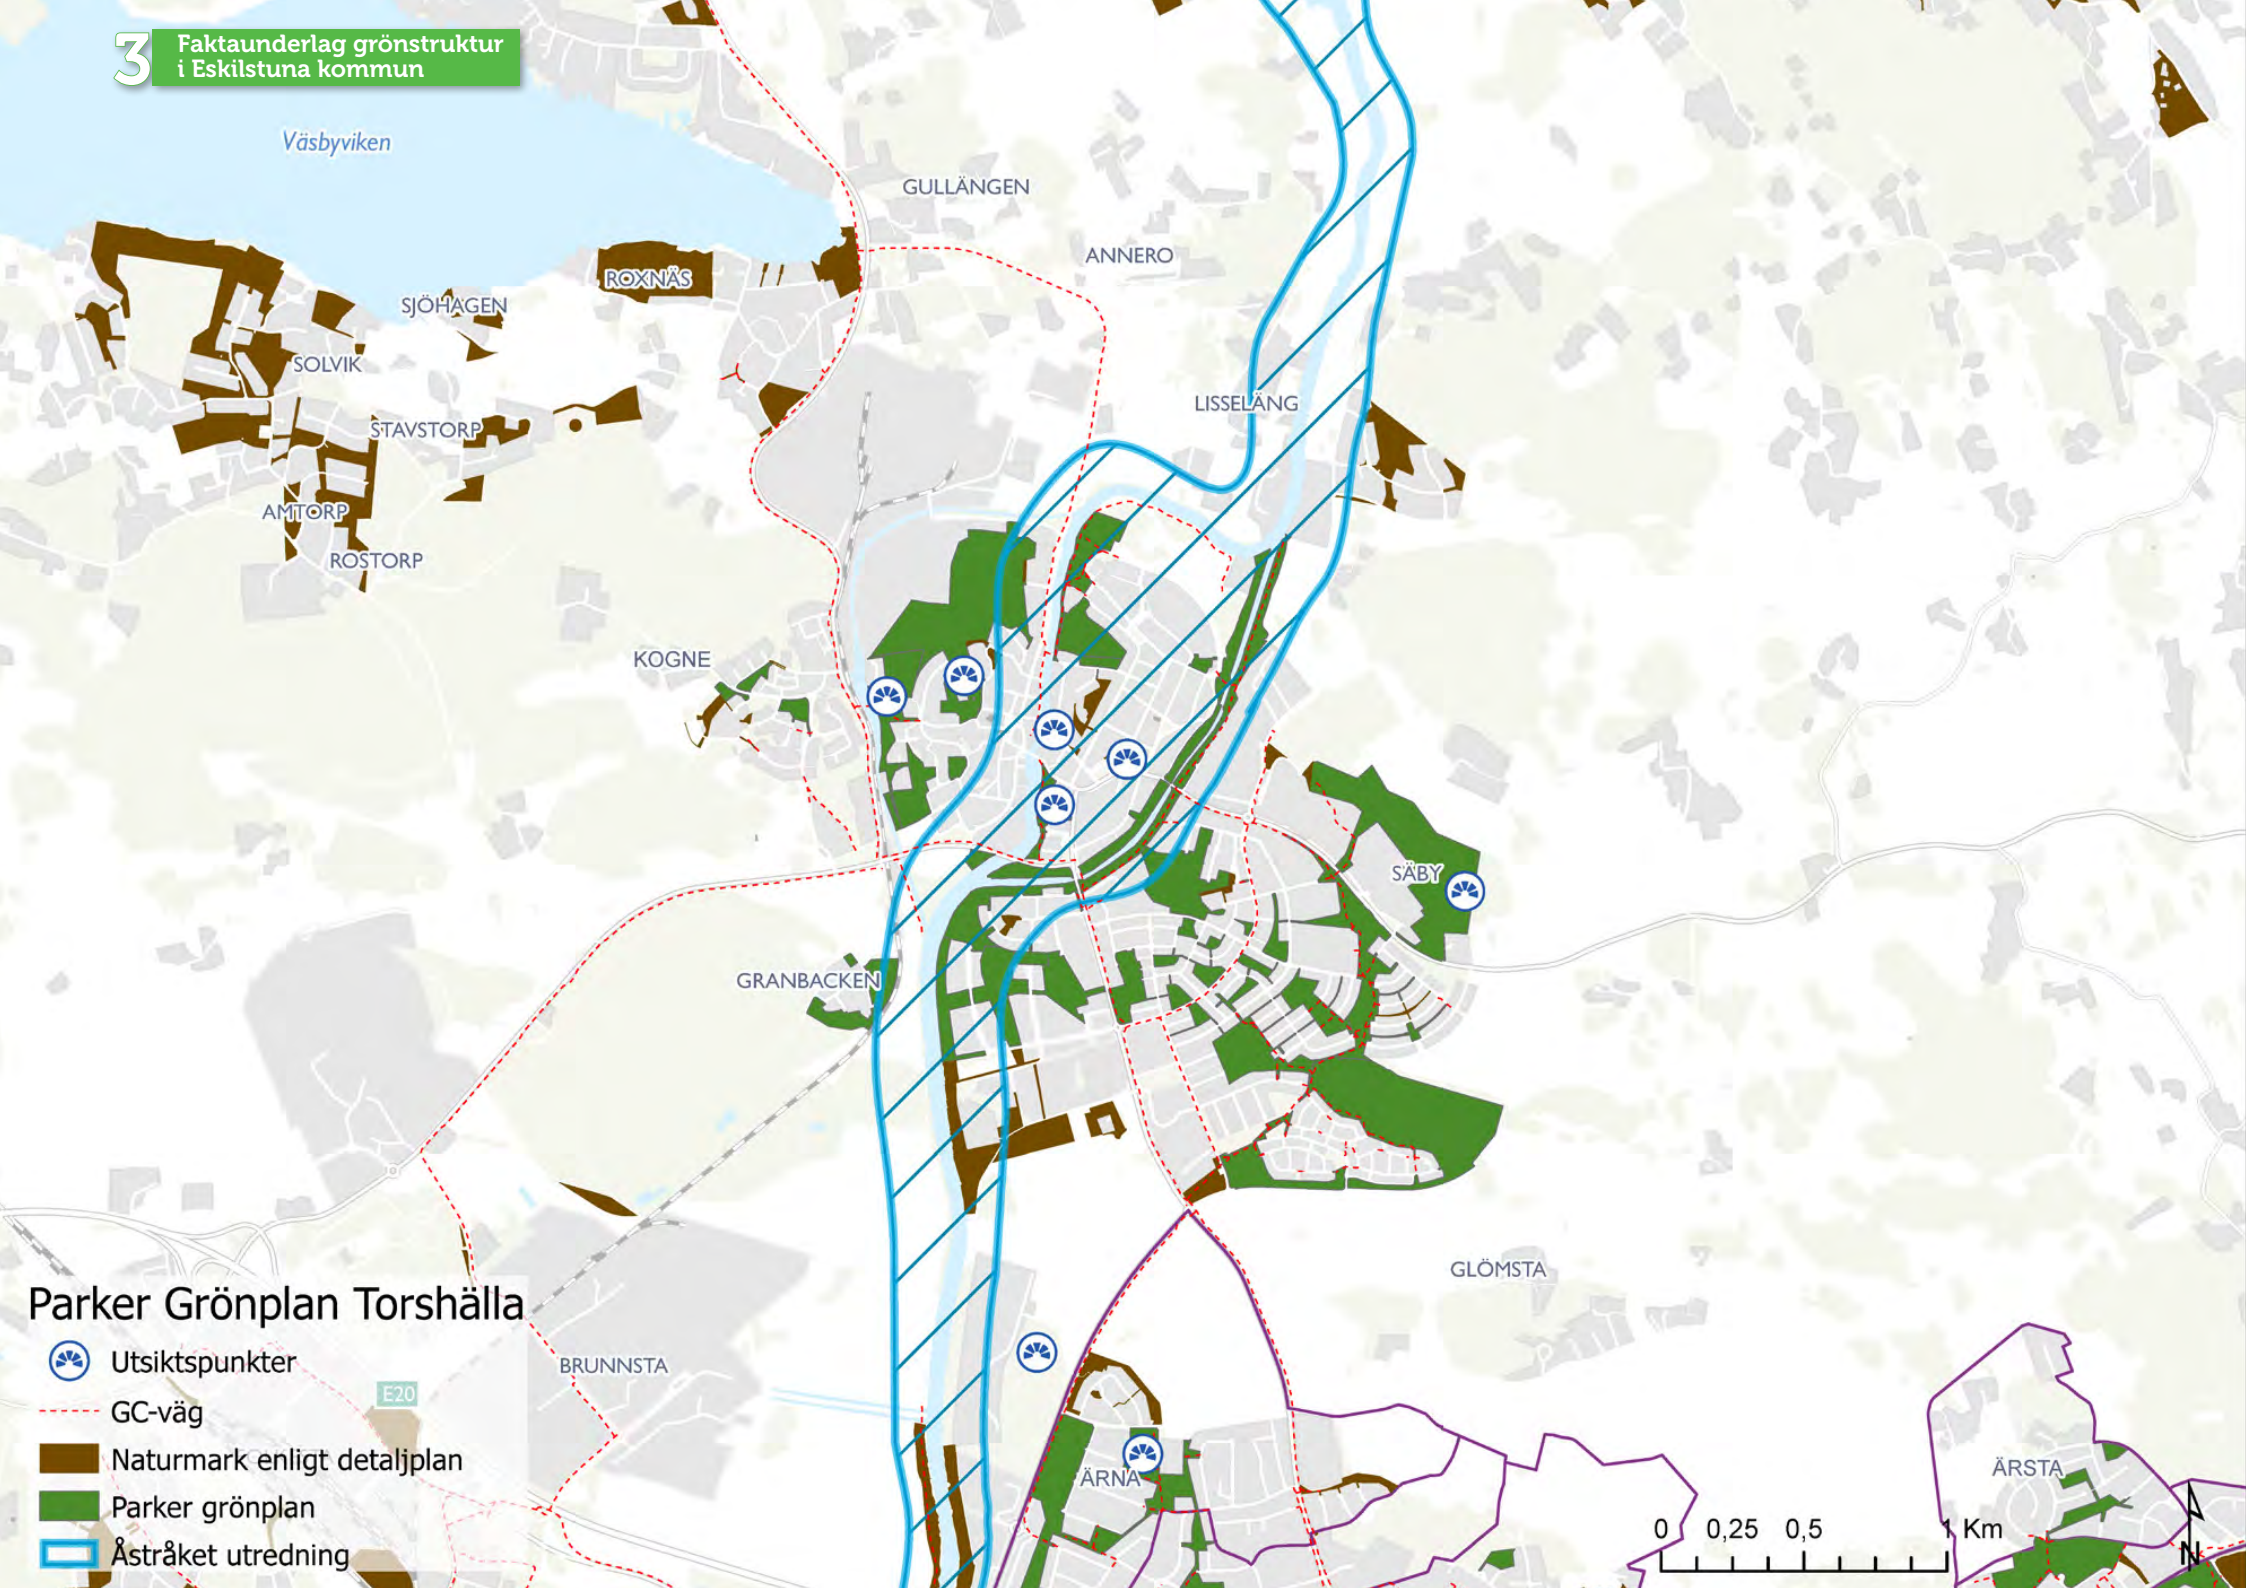 3
Faktaunderlag grönstruktur
i Eskilstuna kommun
Väsbyviken
GULLÄNGEN
ANNERO
ROXNÄS
SJÖHAGEN
SOLVIK
LISSELÄNG
STAVSTORP
AMTORP
ROSTORP
KOGNE
SÄBY
GRANBACKEN
GLÖMSTA
BRUNNSTA
ÄRNA
ÄRSTA
Parker Grönplan Torshälla
Utsiktspunkter
E20
GC-väg
Naturmark enligt detaljplan
Parker grönplan
Åstråket utredning
0 0,25 0,5 1 Km
N